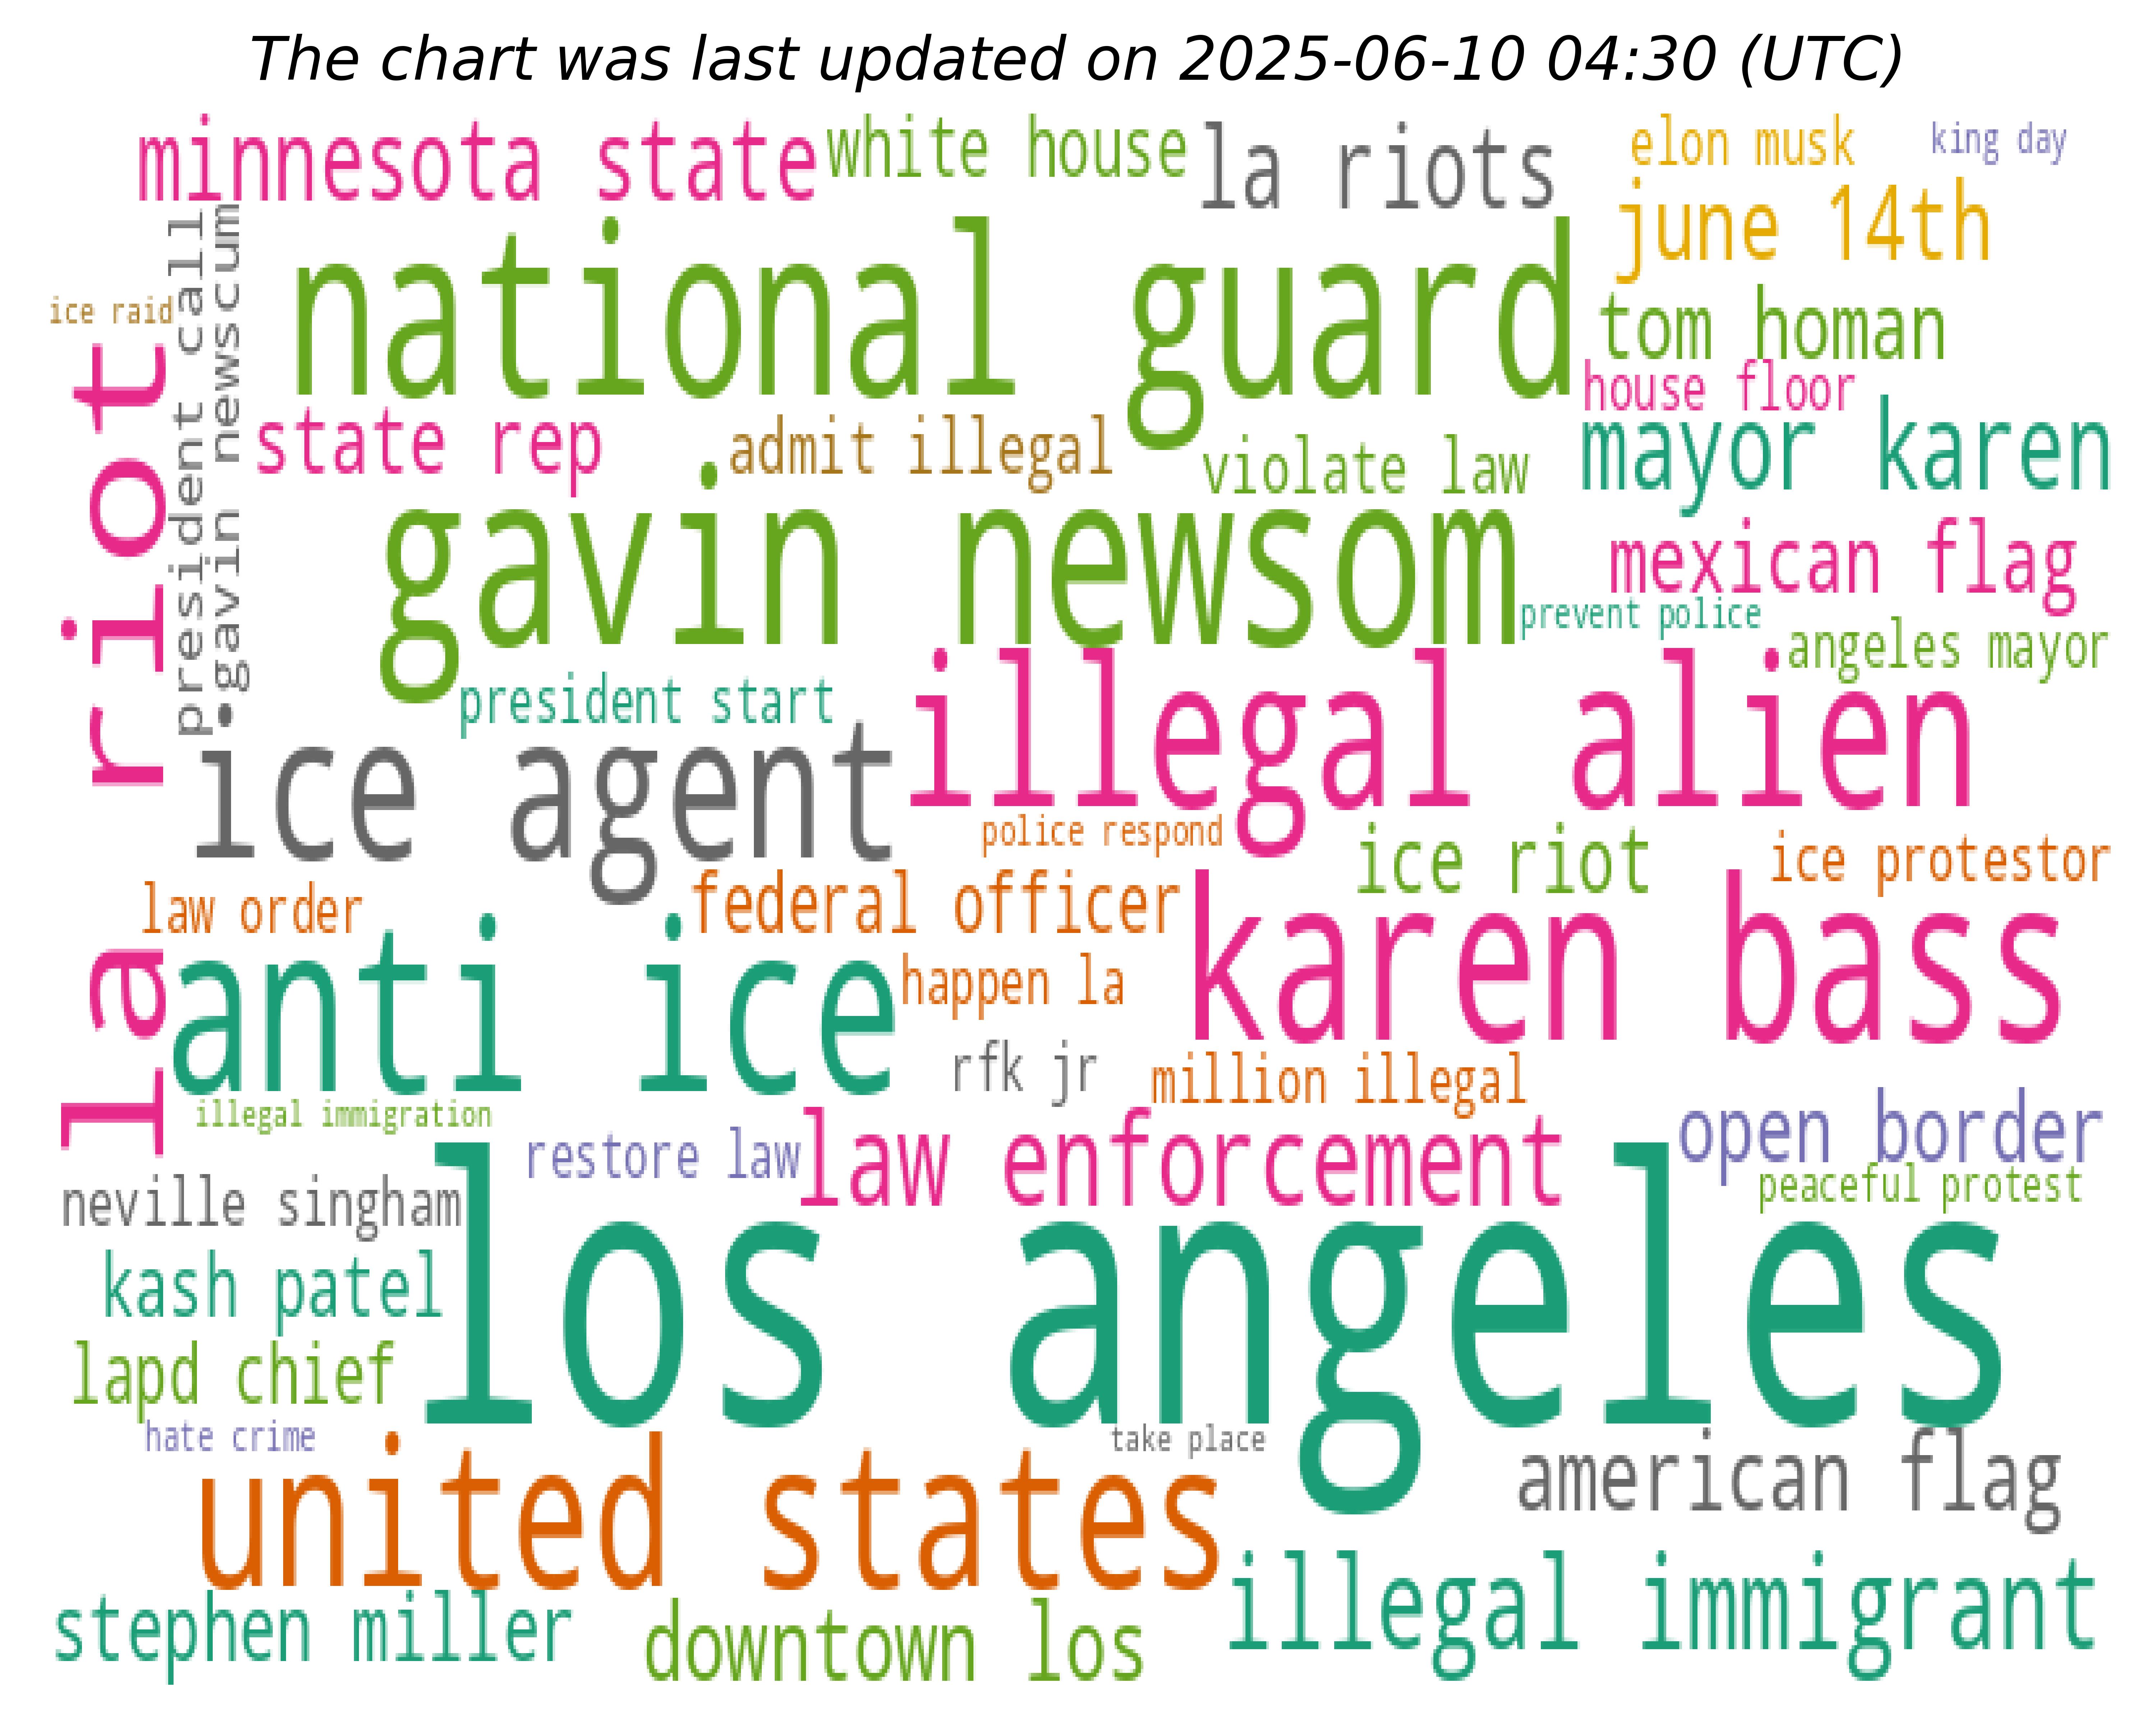 The chart was last updated on 2025-06-10 04:30 (UTC)
minnesota state
white house
la riots
elon musk
king day
june 14th
national guard
tom homan
ice raid
president call
gavin newscum
la riot
house floor
state rep
admit illegal
violate law
mayor karen
gavin newsom
mexican flag
prevent police
angeles mayor
president start
illegal alien
ice agent
police respond
ice riot
ice protestor
law order
federal officer
karen bass
anti ice
happen la
rfk jr
million illegal
illegal immigration
restore law
law enforcement
open border
peaceful protest
neville singham
los angeles
kash patel
lapd chief
hate crime
take place
united states
american flag
stephen miller
downtown los
illegal immigrant